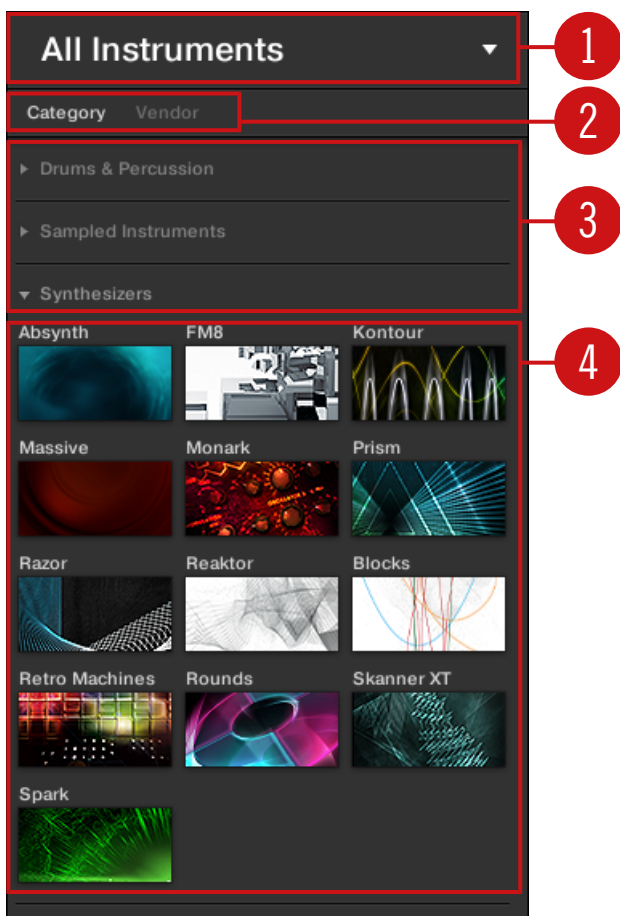 All Instruments
1
Category Vendor
2
Drums & Percussion
Sampled Instruments
3
Synthesizers
Absynth FM8 Kontour
4
Massive Monark Prism
Razor Reaktor Blocks
Retro Machines Rounds Skanner XT
Spark